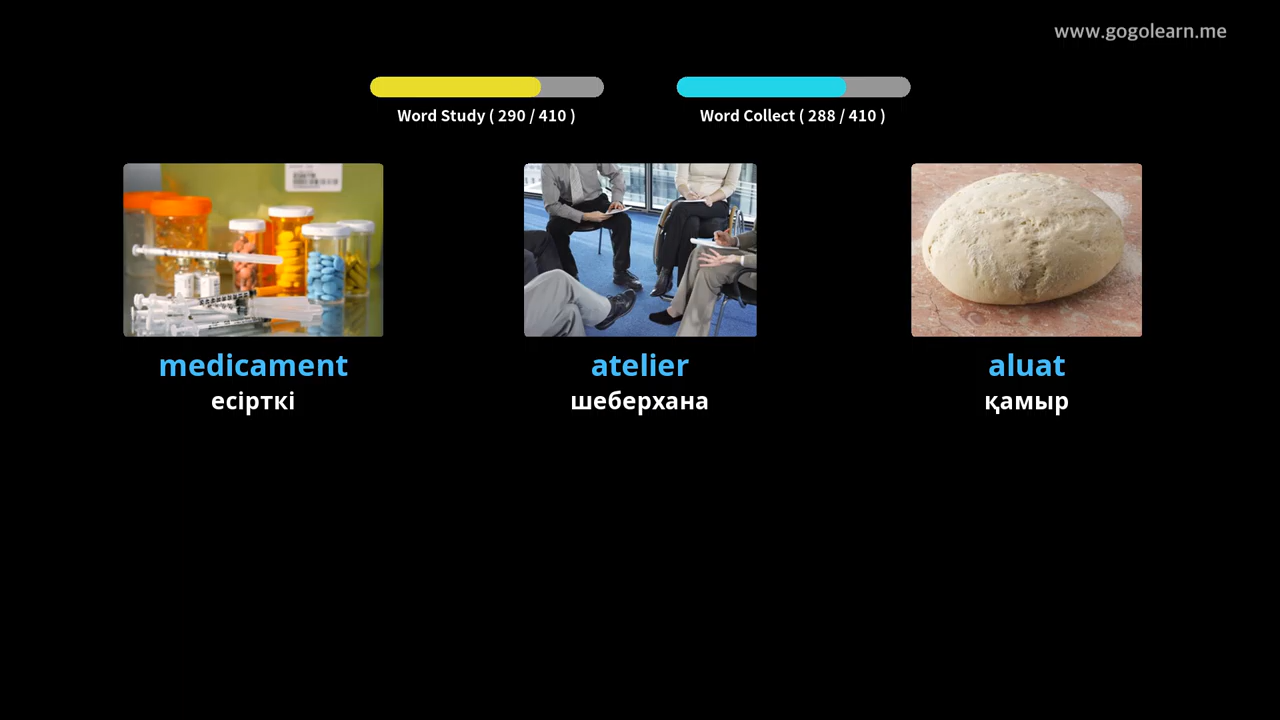 www.gogolearn.me
Word Study ( 290 / 410 )
Word Collect ( 288 / 410 )
medicament
есірткі
atelier
шеберхана
aluat
қамыр